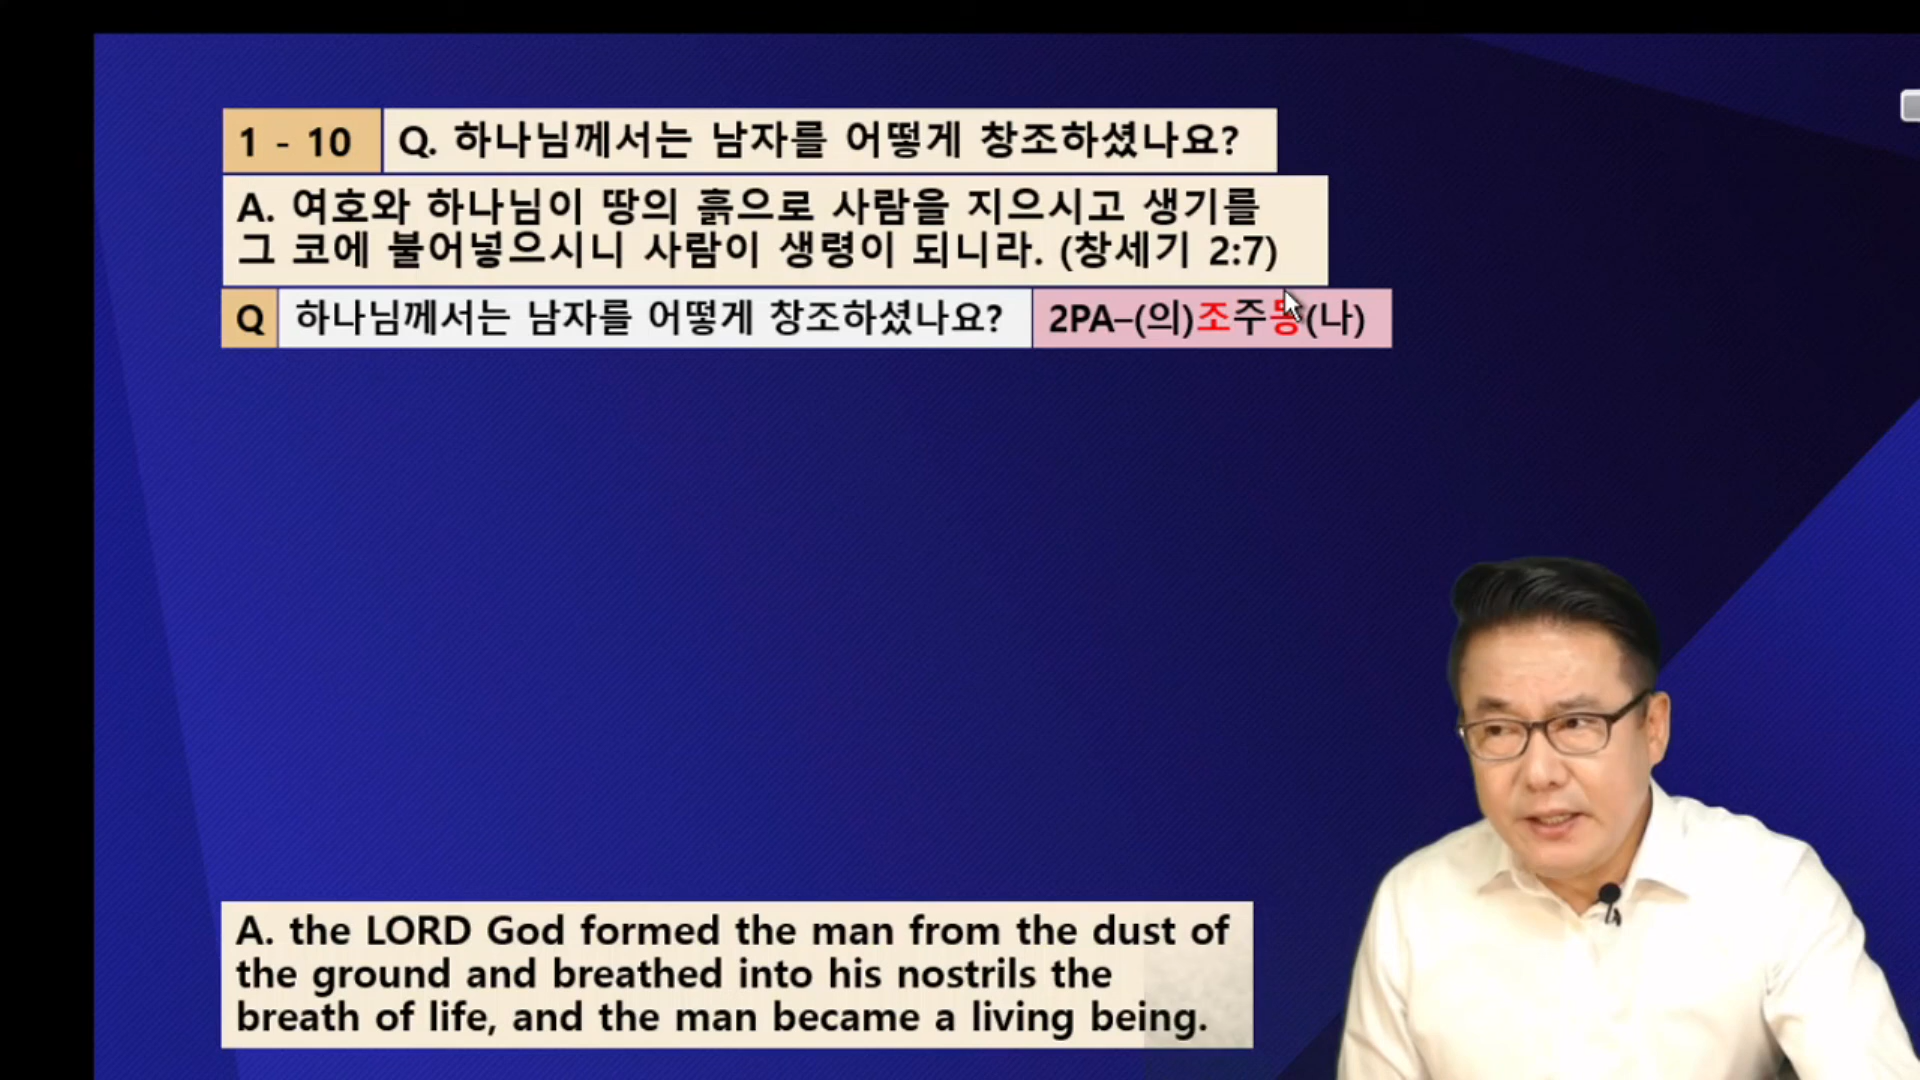 1 - 10 Q. 하나님께서는 남자를 어떻게 창조하셨나요?
A. 여호와 하나님이 땅의 흙으로 사람을 지으시고 생기를
그 코에 불어넣으시니 사람이 생령이 되니라. (창세기 2:7)
Q 하나님께서는 남자를 어떻게 창조하셨나요? 2PA–(의)조주동(나)
A. the LORD God formed the man from the dust of
the ground and breathed into his nostrils the
breath of life, and the man became a living being.